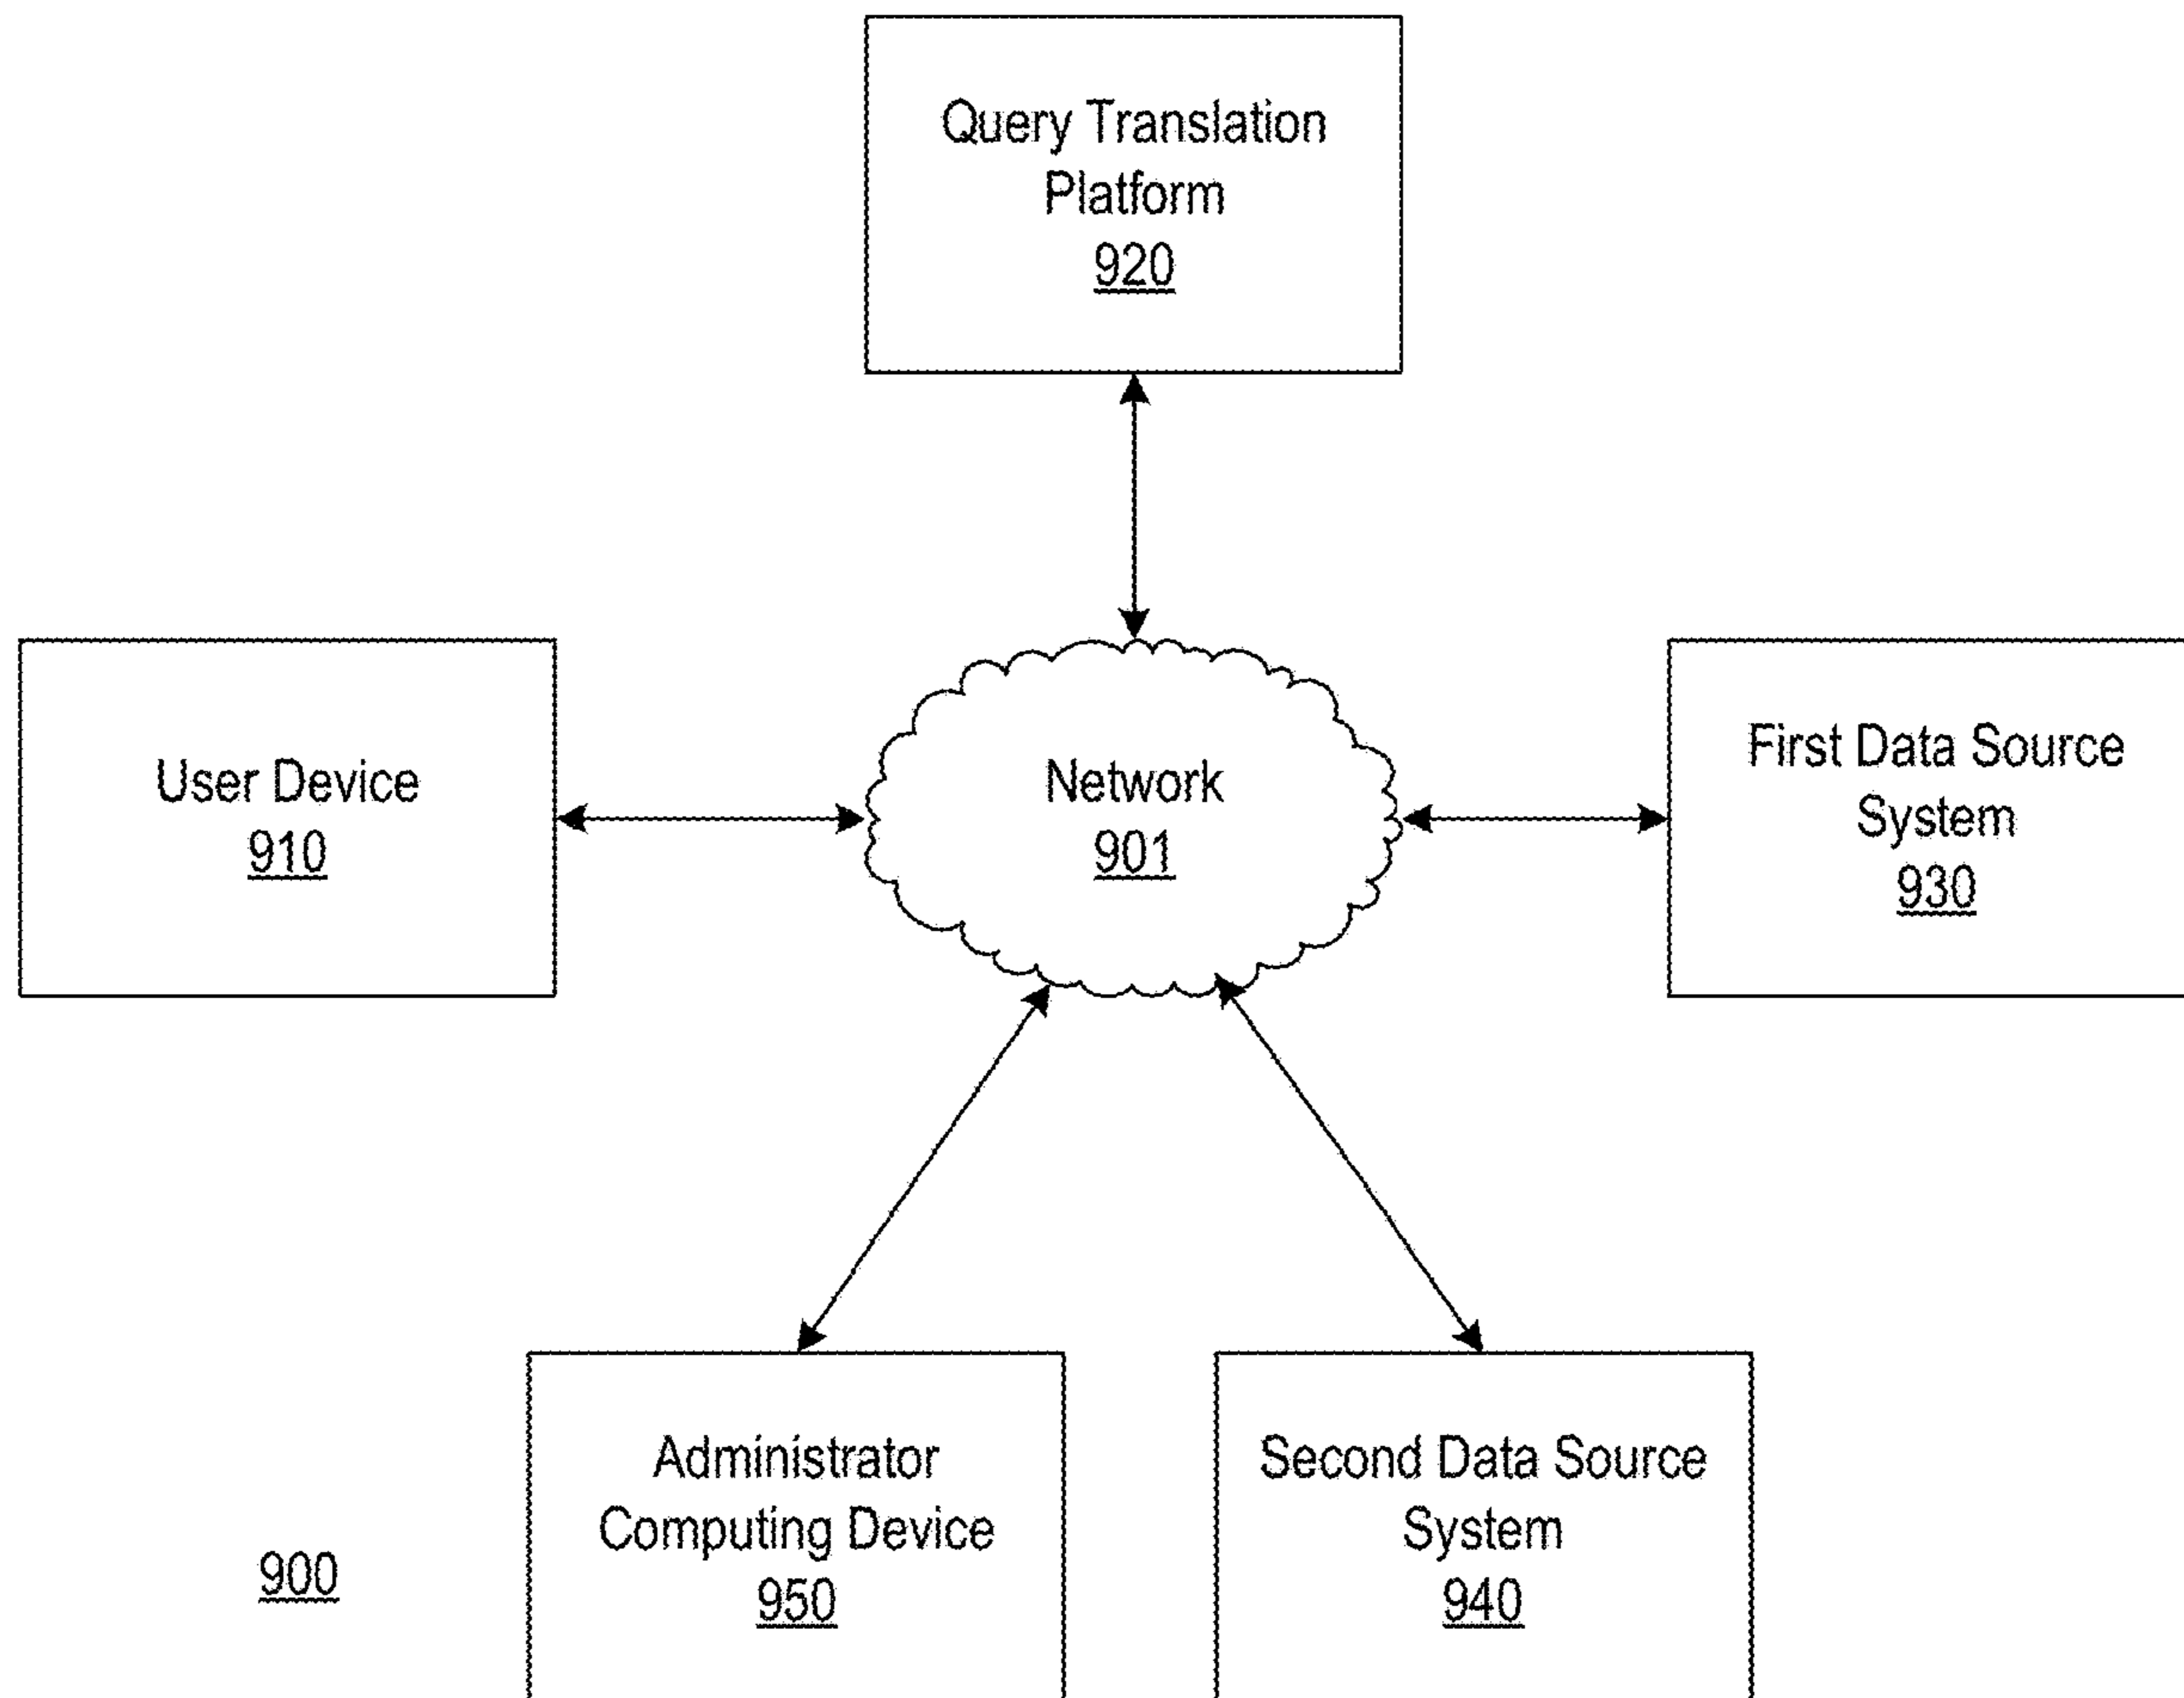 Query Translation
Platform
920
User Device
910
Network
901
First Data Source
System
930
Administrator
Computing Device
950
Second Data Source
System
940
900